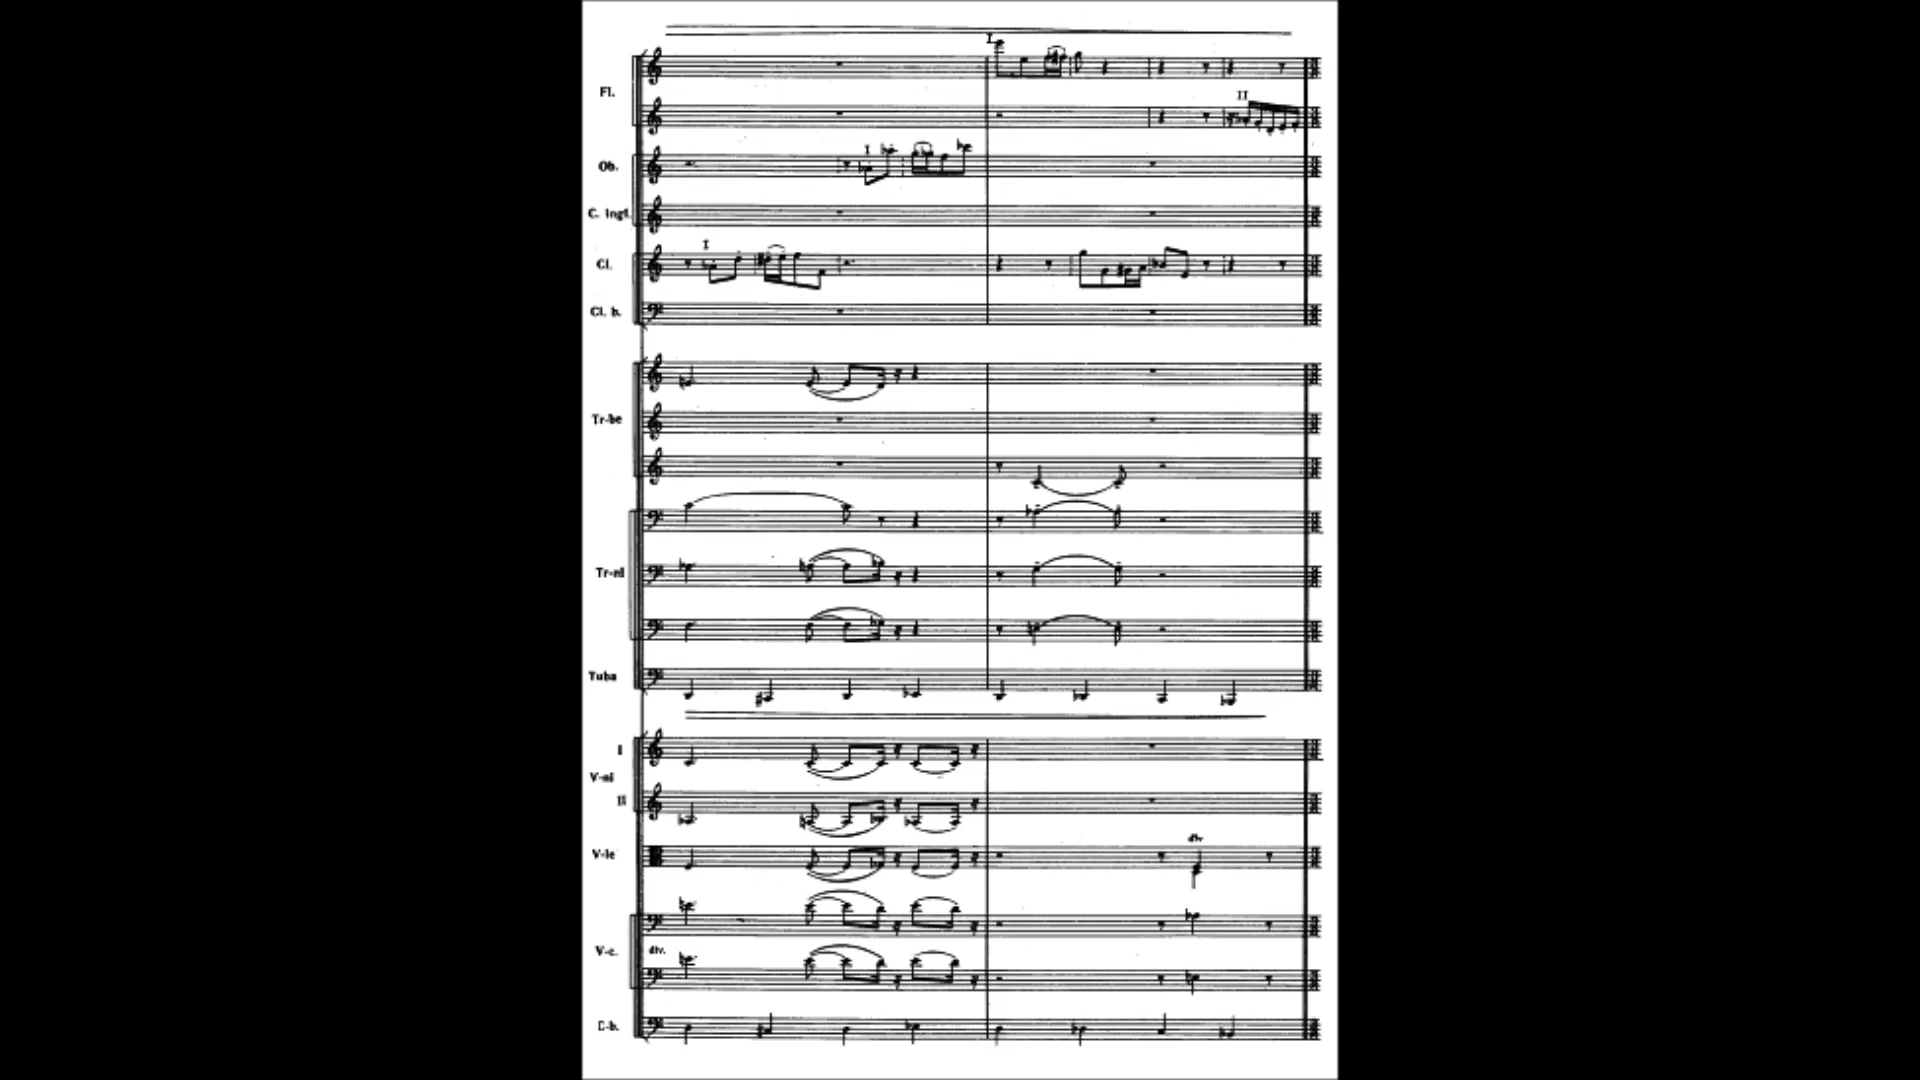 I
Fl.
II
I
Ob.
C. ingl.
I
Cl.
Cl. b.
Tr-be
Tr-ni
Tuba
I
V-ni
II
div.
V-le
V-c.
div.
C-b.